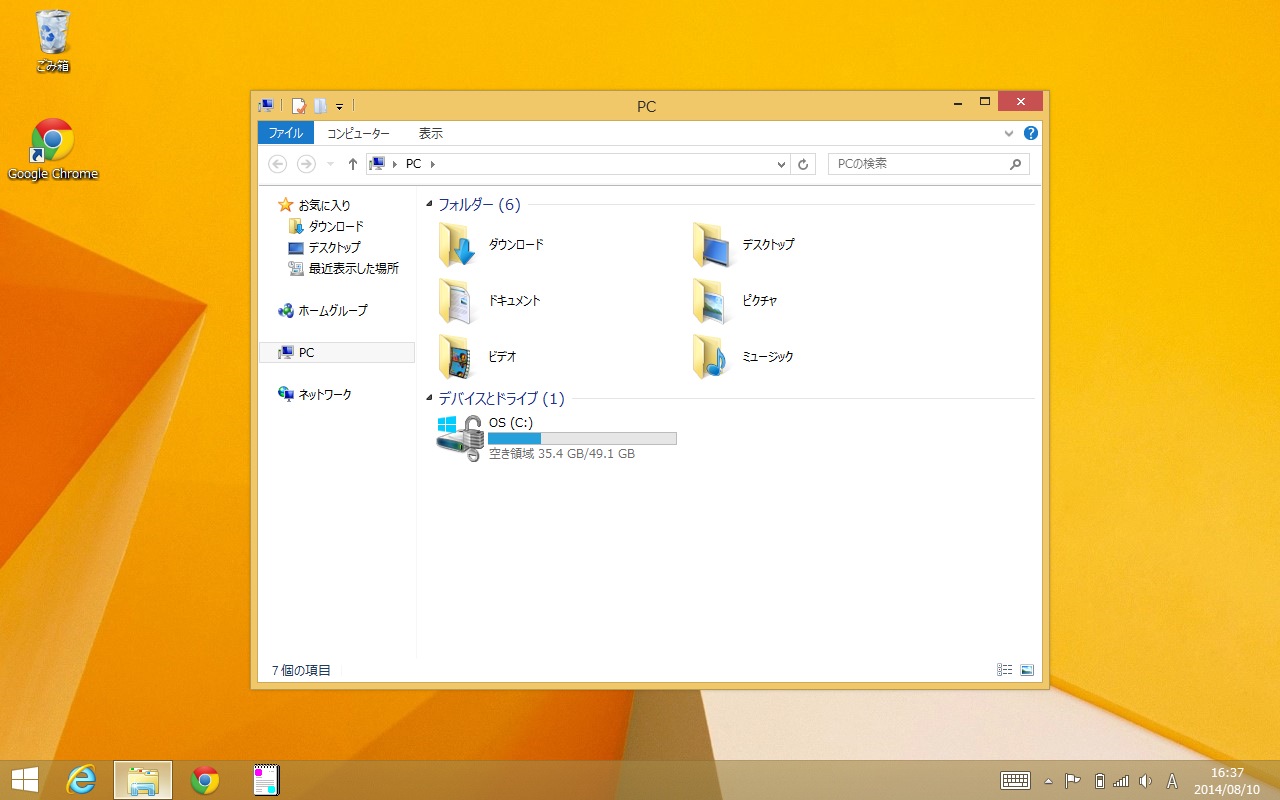 ごみ箱
Google Chrome
PC
ファイル
コンピューター
表示
PC
PCの検索
お気に入り
ダウンロード
デスクトップ
最近表示した場所
ホームグループ
PC
ネットワーク
フォルダー (6)
ダウンロード
デスクトップ
ドキュメント
ピクチャ
ビデオ
ミュージック
デバイスとドライブ (1)
OS (C:)
空き領域 35.4 GB/49.1 GB
7 個の項目
A
16:37
2014/08/10